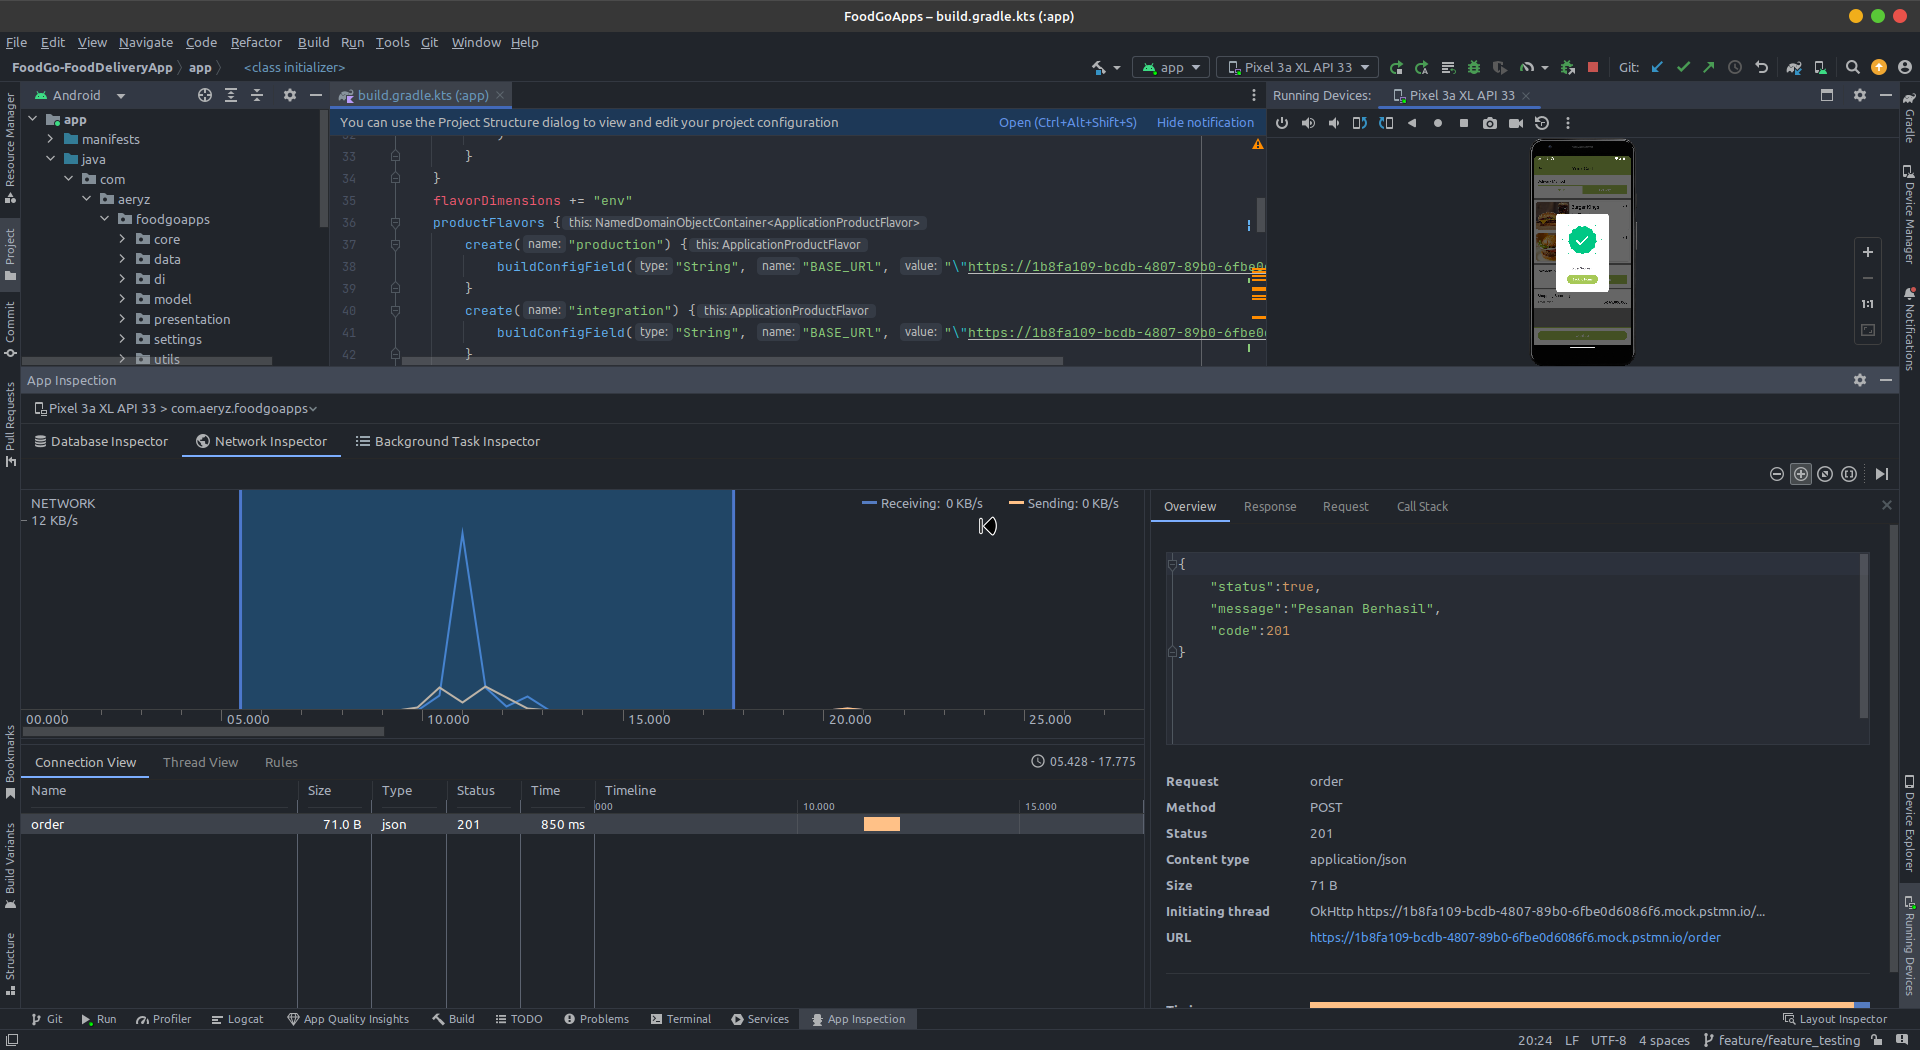 FoodGoApps – build.gradle.kts (:app)
File Edit View Navigate Code Refactor Build Run Tools Git Window Help
FoodGo-FoodDeliveryApp app <class initializer>
app
Pixel 3a XL API 33
Git:
Android
build.gradle.kts (:app)
Running Devices:
Pixel 3a XL API 33
You can use the Project Structure dialog to view and edit your project configuration
Open (Ctrl+Alt+Shift+S)
Hide notification
app
manifests
java
com
aeryz
foodgoapps
core
data
di
model
presentation
settings
utils
33 }
34 }
35 flavorDimensions += "env"
36 productFlavors { this: NamedDomainObjectContainer<ApplicationProductFlavor>
37 create( name: "production") { this: ApplicationProductFlavor
38 buildConfigField( type: "String", name: "BASE_URl", value: "\"https://1b8fa109-bcdb-4807-89b0-6fbe0
39 }
40 create( name: "integration") { this: ApplicationProductFlavor
41 buildConfigField( type: "String", name: "BASE_URl", value: "\"https://1b8fa109-bcdb-4807-89b0-6fbe0
42 }
1:1
Resource Manager
Project
Commit
Pull Requests
Bookmarks
Build Variants
Structure
Gradle
Device Manager
Notifications
Device Explorer
Running Devices
App Inspection
Pixel 3a XL API 33 > com.aeryz.foodgoapps
Database Inspector
Network Inspector
Background Task Inspector
NETWORK
12 KB/s
Receiving: 0 KB/s
Sending: 0 KB/s
00.000 05.000 10.000 15.000 20.000 25.000
Connection View
Thread View
Rules
05.428 - 17.775
Name Size Type Status Time Timeline
000 10.000 15.000
order 71.0 B json 201 850 ms
Overview
Response
Request
Call Stack
{
"status":true,
"message":"Pesanan Berhasil",
"code":201
}
Request order
Method POST
Status 201
Content type application/json
Size 71 B
Initiating thread OkHttp https://1b8fa109-bcdb-4807-89b0-6fbe0d6086f6.mock.pstmn.io/...
URL https://1b8fa109-bcdb-4807-89b0-6fbe0d6086f6.mock.pstmn.io/order
Git Run Profiler Logcat App Quality Insights Build TODO Problems Terminal Services App Inspection
Layout Inspector
20:24 LF UTF-8 4 spaces feature/feature_testing